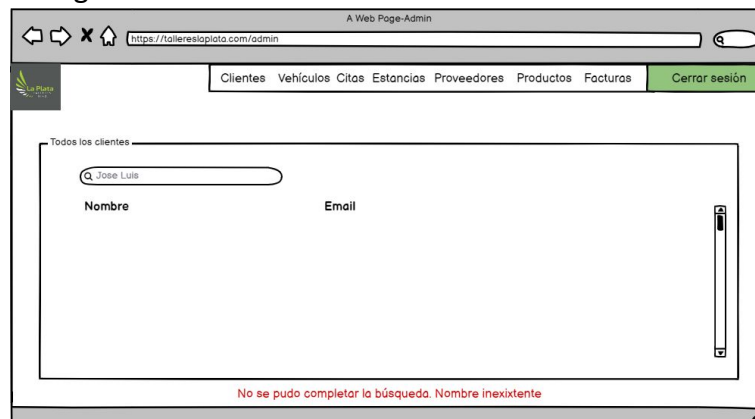 A Web Page-Admin
https://tallereslaplata.com/admin
La Plata
Clientes Vehículos Citas Estancias Proveedores Productos Facturas Cerrar sesión
Todos los clientes
Jose Luis
Nombre Email
No se pudo completar la búsqueda. Nombre inexixtente